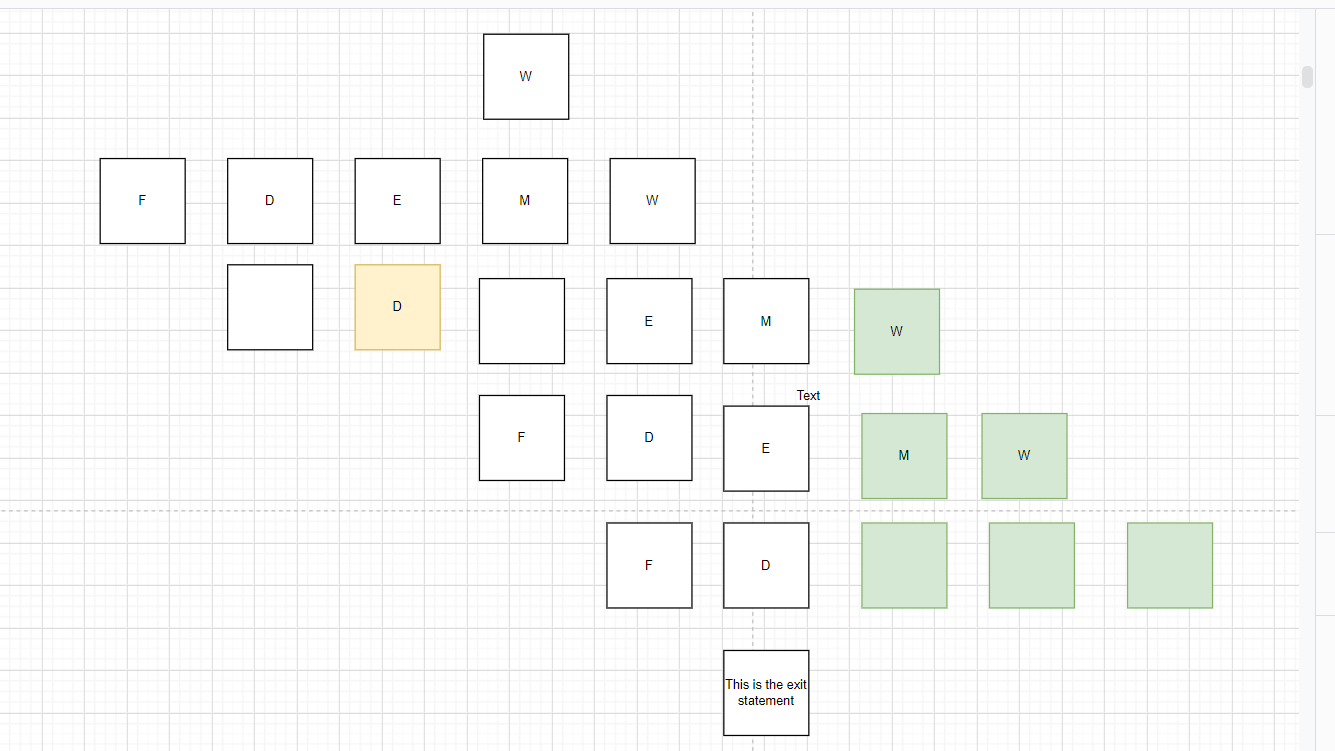 W
F D E M W
D E M W
Text
F D E M W
F D
This is the exit
statement